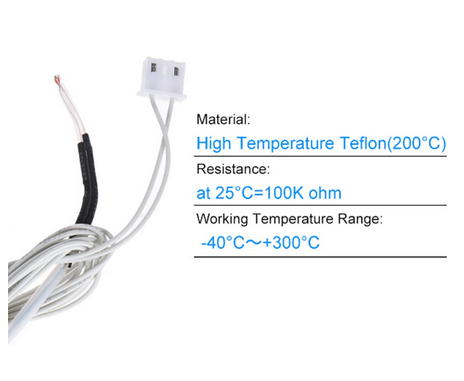 Material:
High Temperature Teflon(200°C)
Resistance:
at 25°C=100K ohm
Working Temperature Range:
-40°C～+300°C